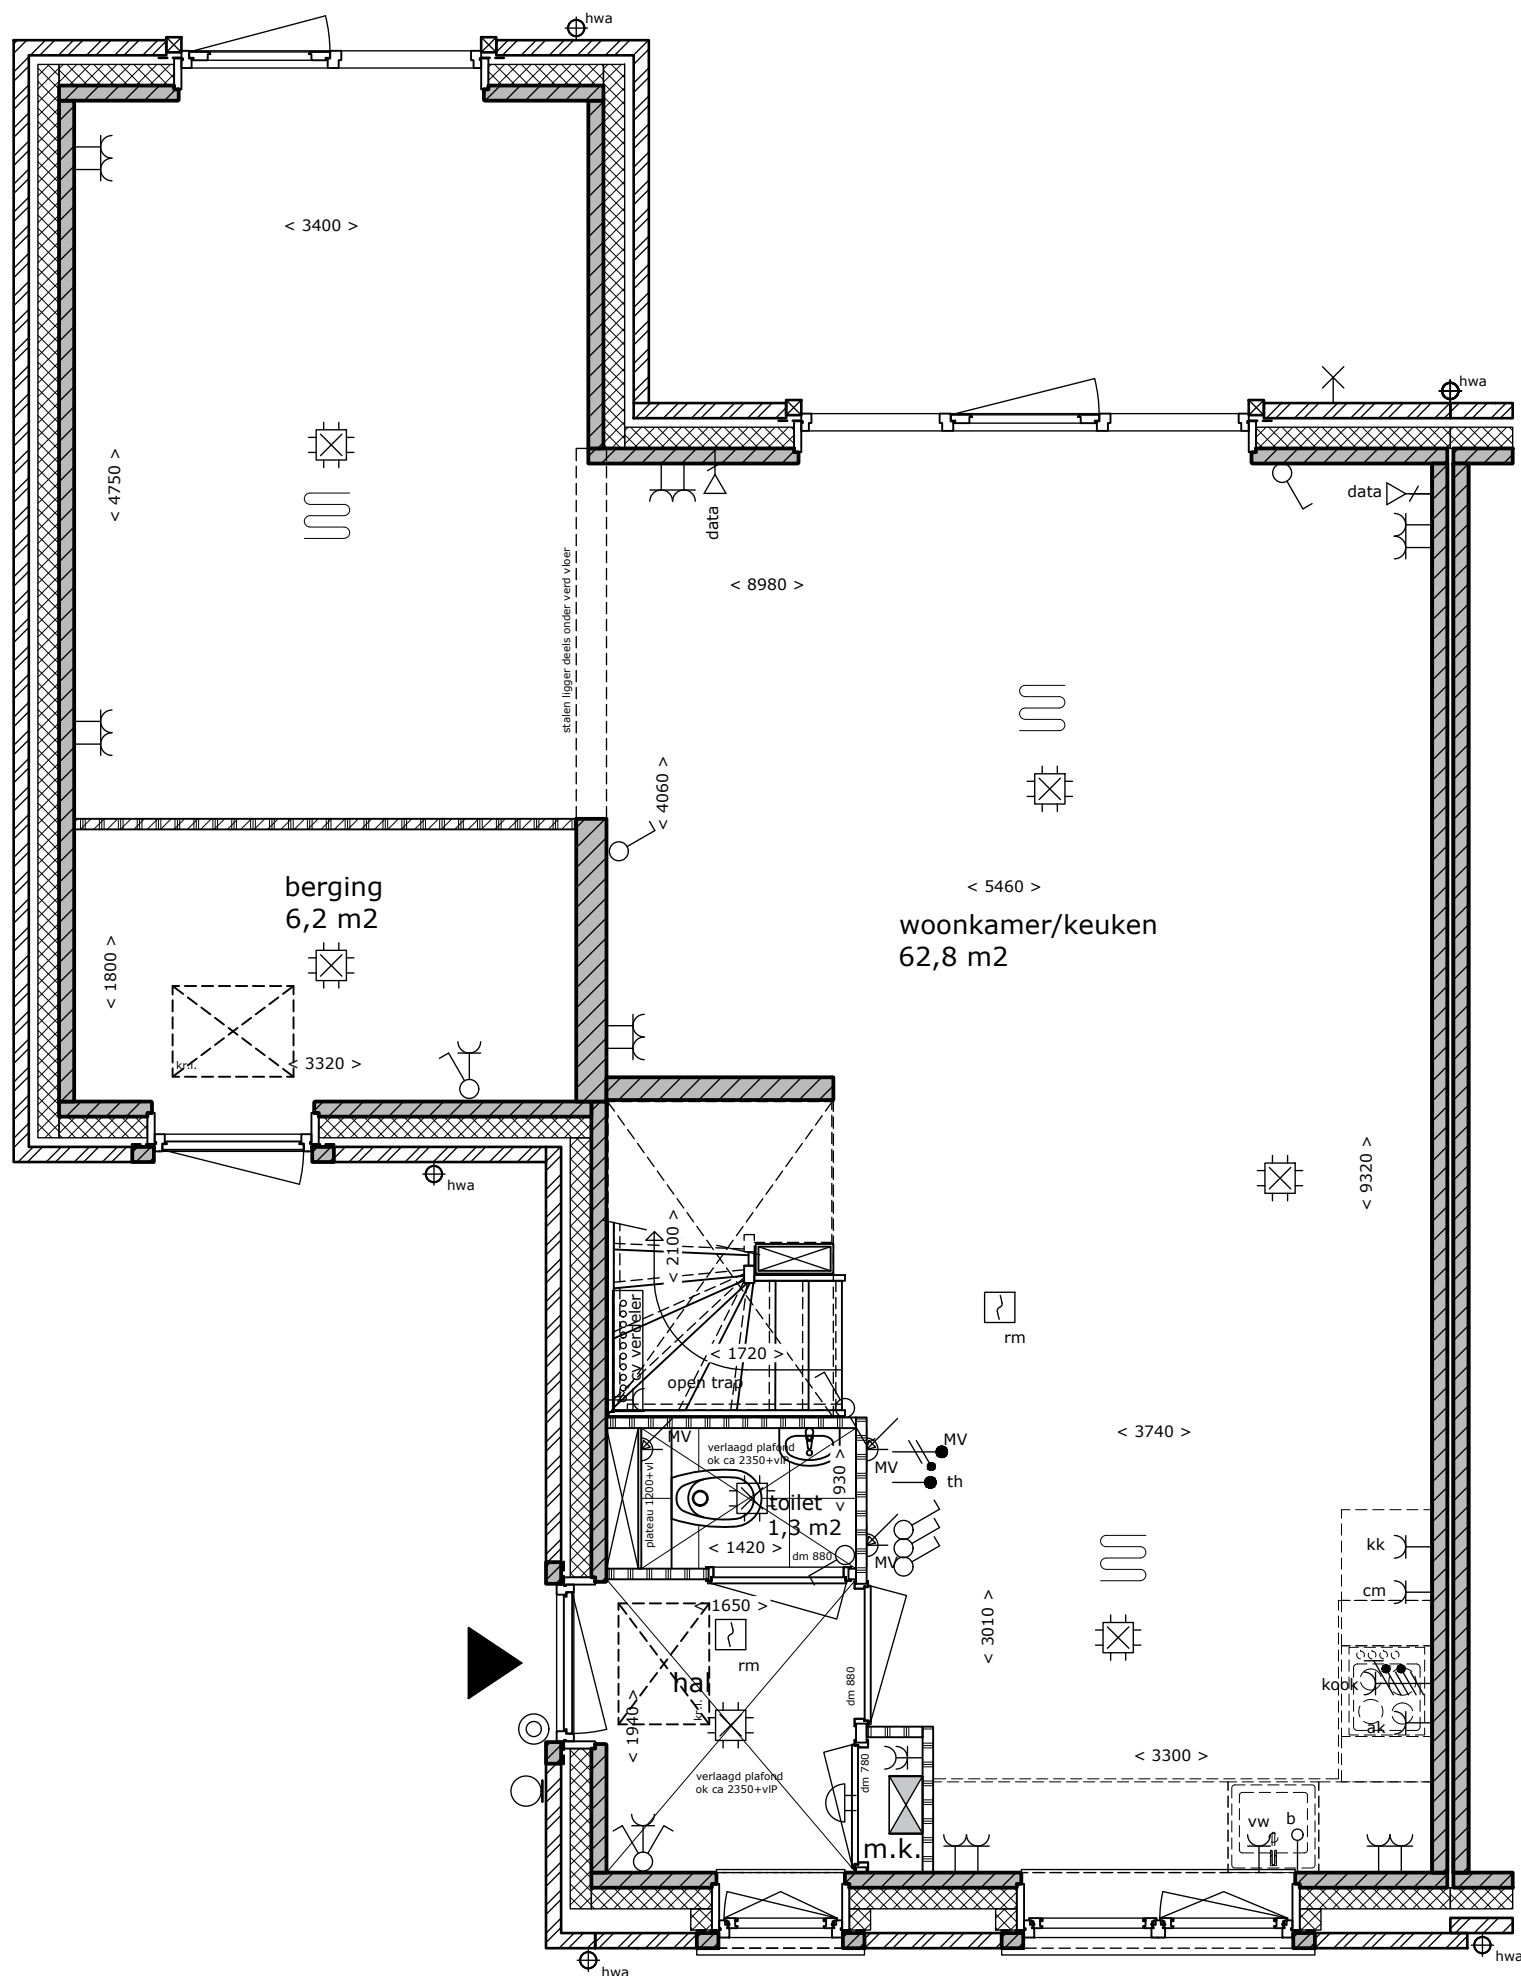 hwa
< 3400 >
hwa
< 4750 >
data
data
< 8980 >
stalen ligger deels onder verd vloer
< 4060 >
berging
6,2 m2
< 5460 >
woonkamer/keuken
62,8 m2
< 1800 >
kr.l.
< 3320 >
hwa
< 9320 >
< 2100 >
cv verdeler
rm
< 1720 >
open trap
< 3740 >
MV
verlaagd plafond
ok ca 2350+vlP
MV
MV
th
< 930 >
plateau 1200+vl
toilet
1,3 m2
< 1420 >
dm 880
MV
kk
cm
< 1650 >
< 3010 >
rm
hal
kr.l.
dm 880
kook
ak
< 1940 >
< 3300 >
verlaagd plafond
ok ca 2350+vlP
dm 780
vw
b
m.k.
hwa
hwa